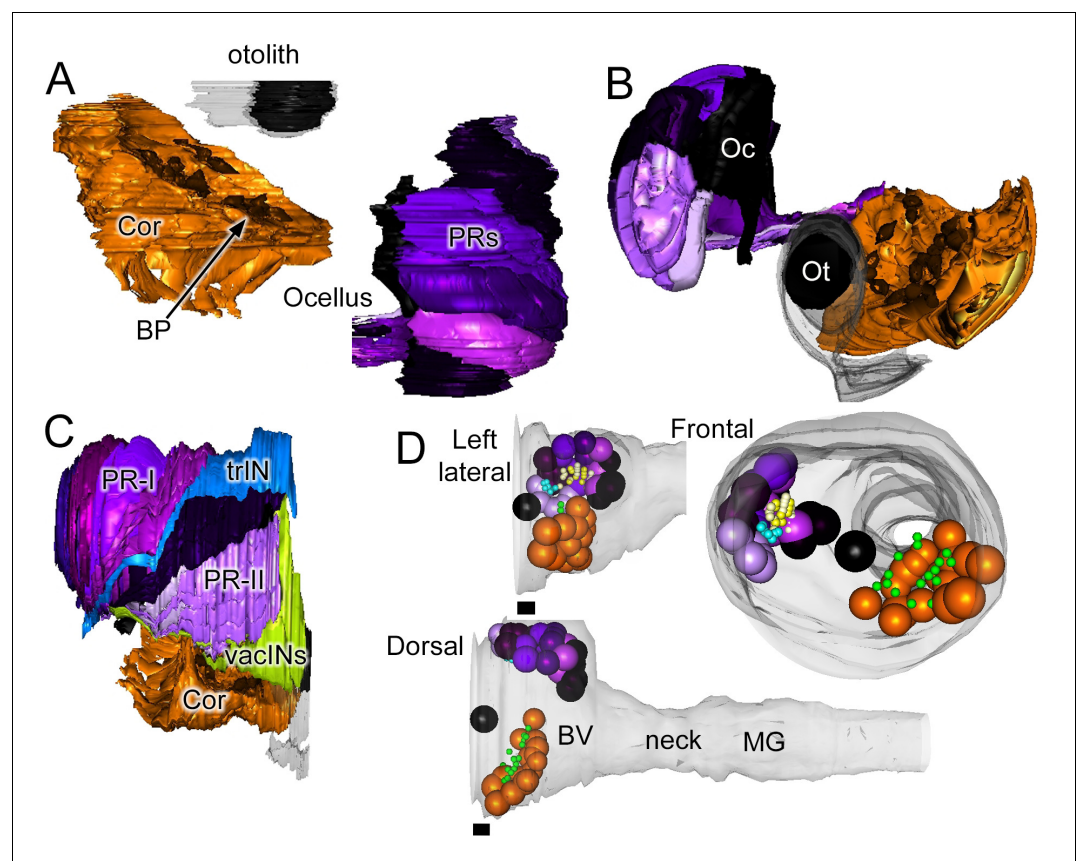 A
otolith
Cor
BP
PRs
Ocellus
B
Oc
Ot
C
PR-I
trIN
PR-II
vacINs
Cor
D
Left
lateral
Frontal
Dorsal
BV
neck
MG